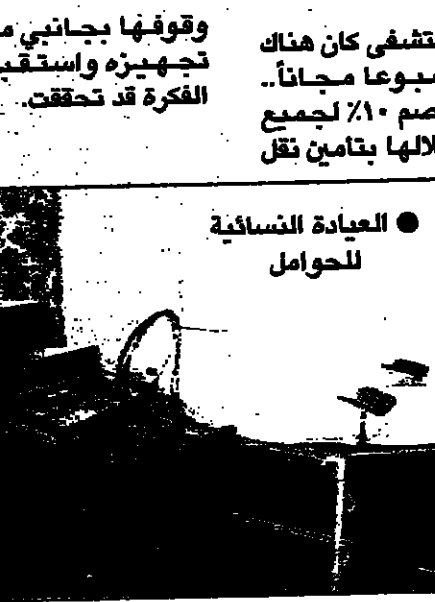 تشفى كان هناك
سبوعا مجاناً..
صم ١٠٪ لجميع
لالها بتأمين نقل
وقوفها بجانبي م
تجهيزه واستقب
الفكرة قد تحققت.
● العيادة النسائية
للحوامل